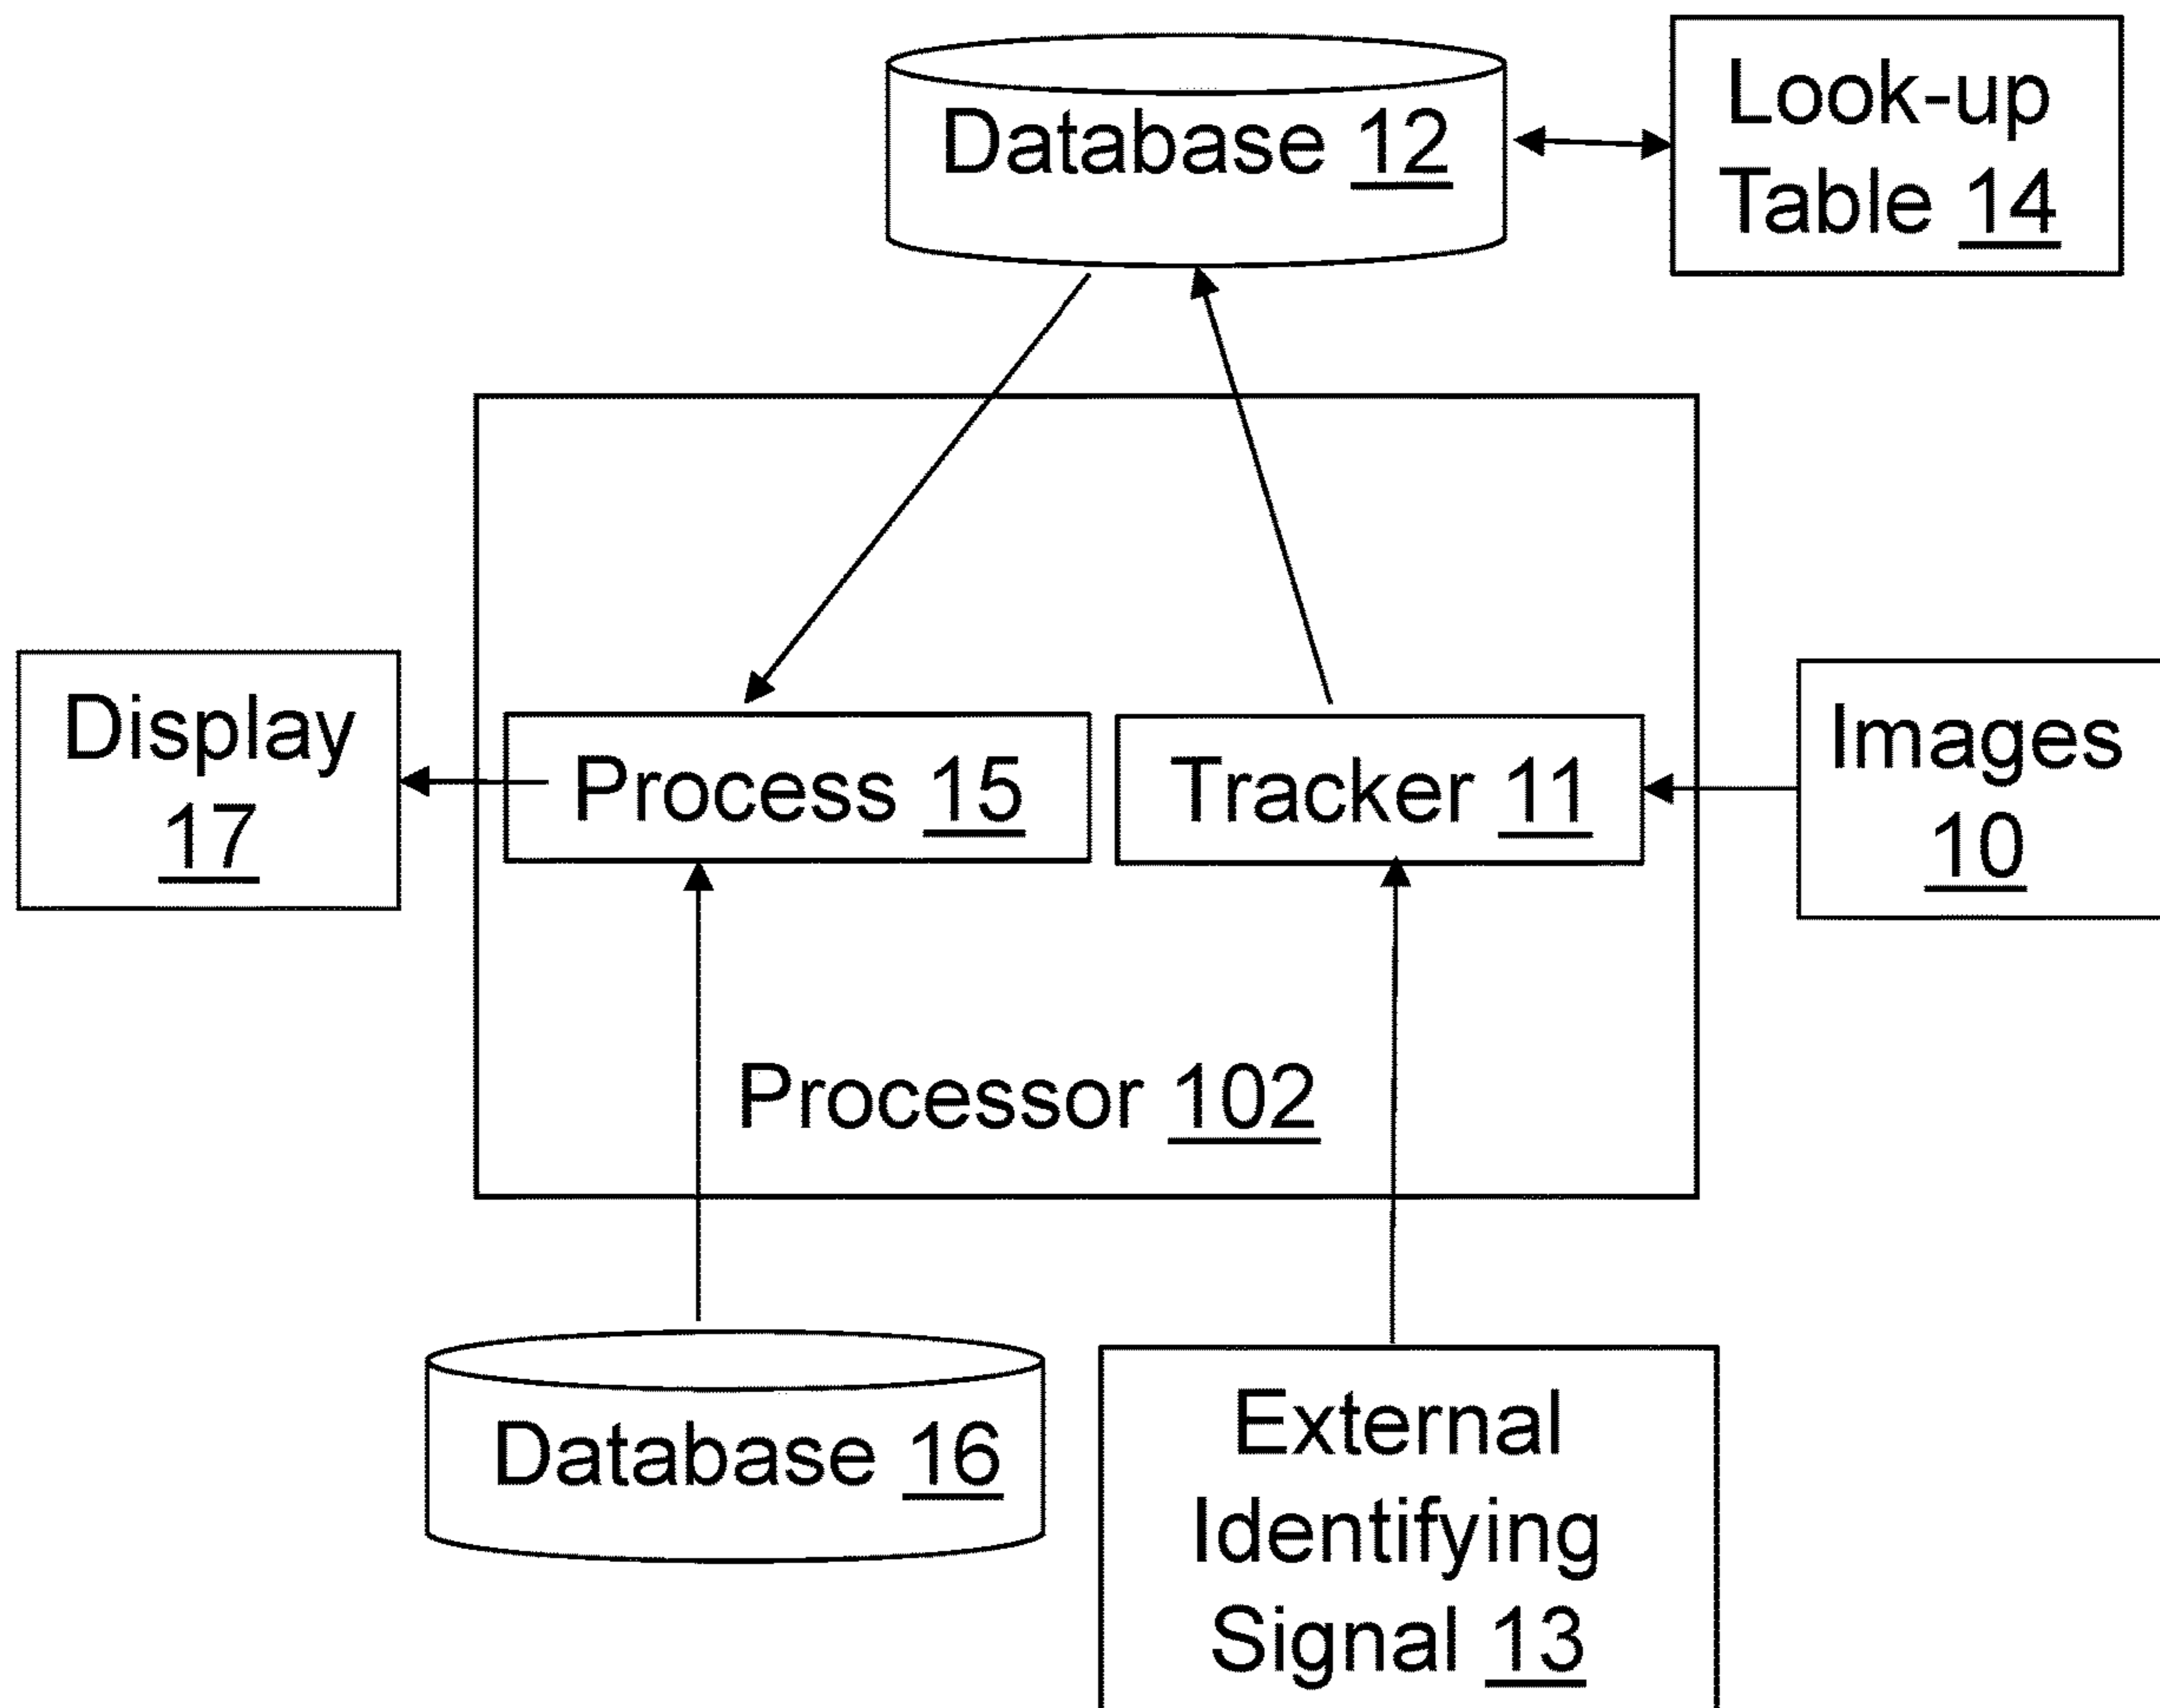 Database 12
Look-up
Table 14
Display
17
Process 15
Tracker 11
Images
10
Processor 102
Database 16
External
Identifying
Signal 13